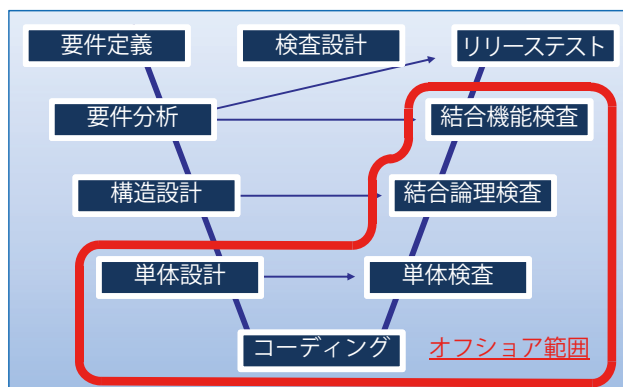 要件定義
検査設計
リリーステスト
要件分析
結合機能検査
構造設計
結合論理検査
単体設計
単体検査
コーディング
オフショア範囲